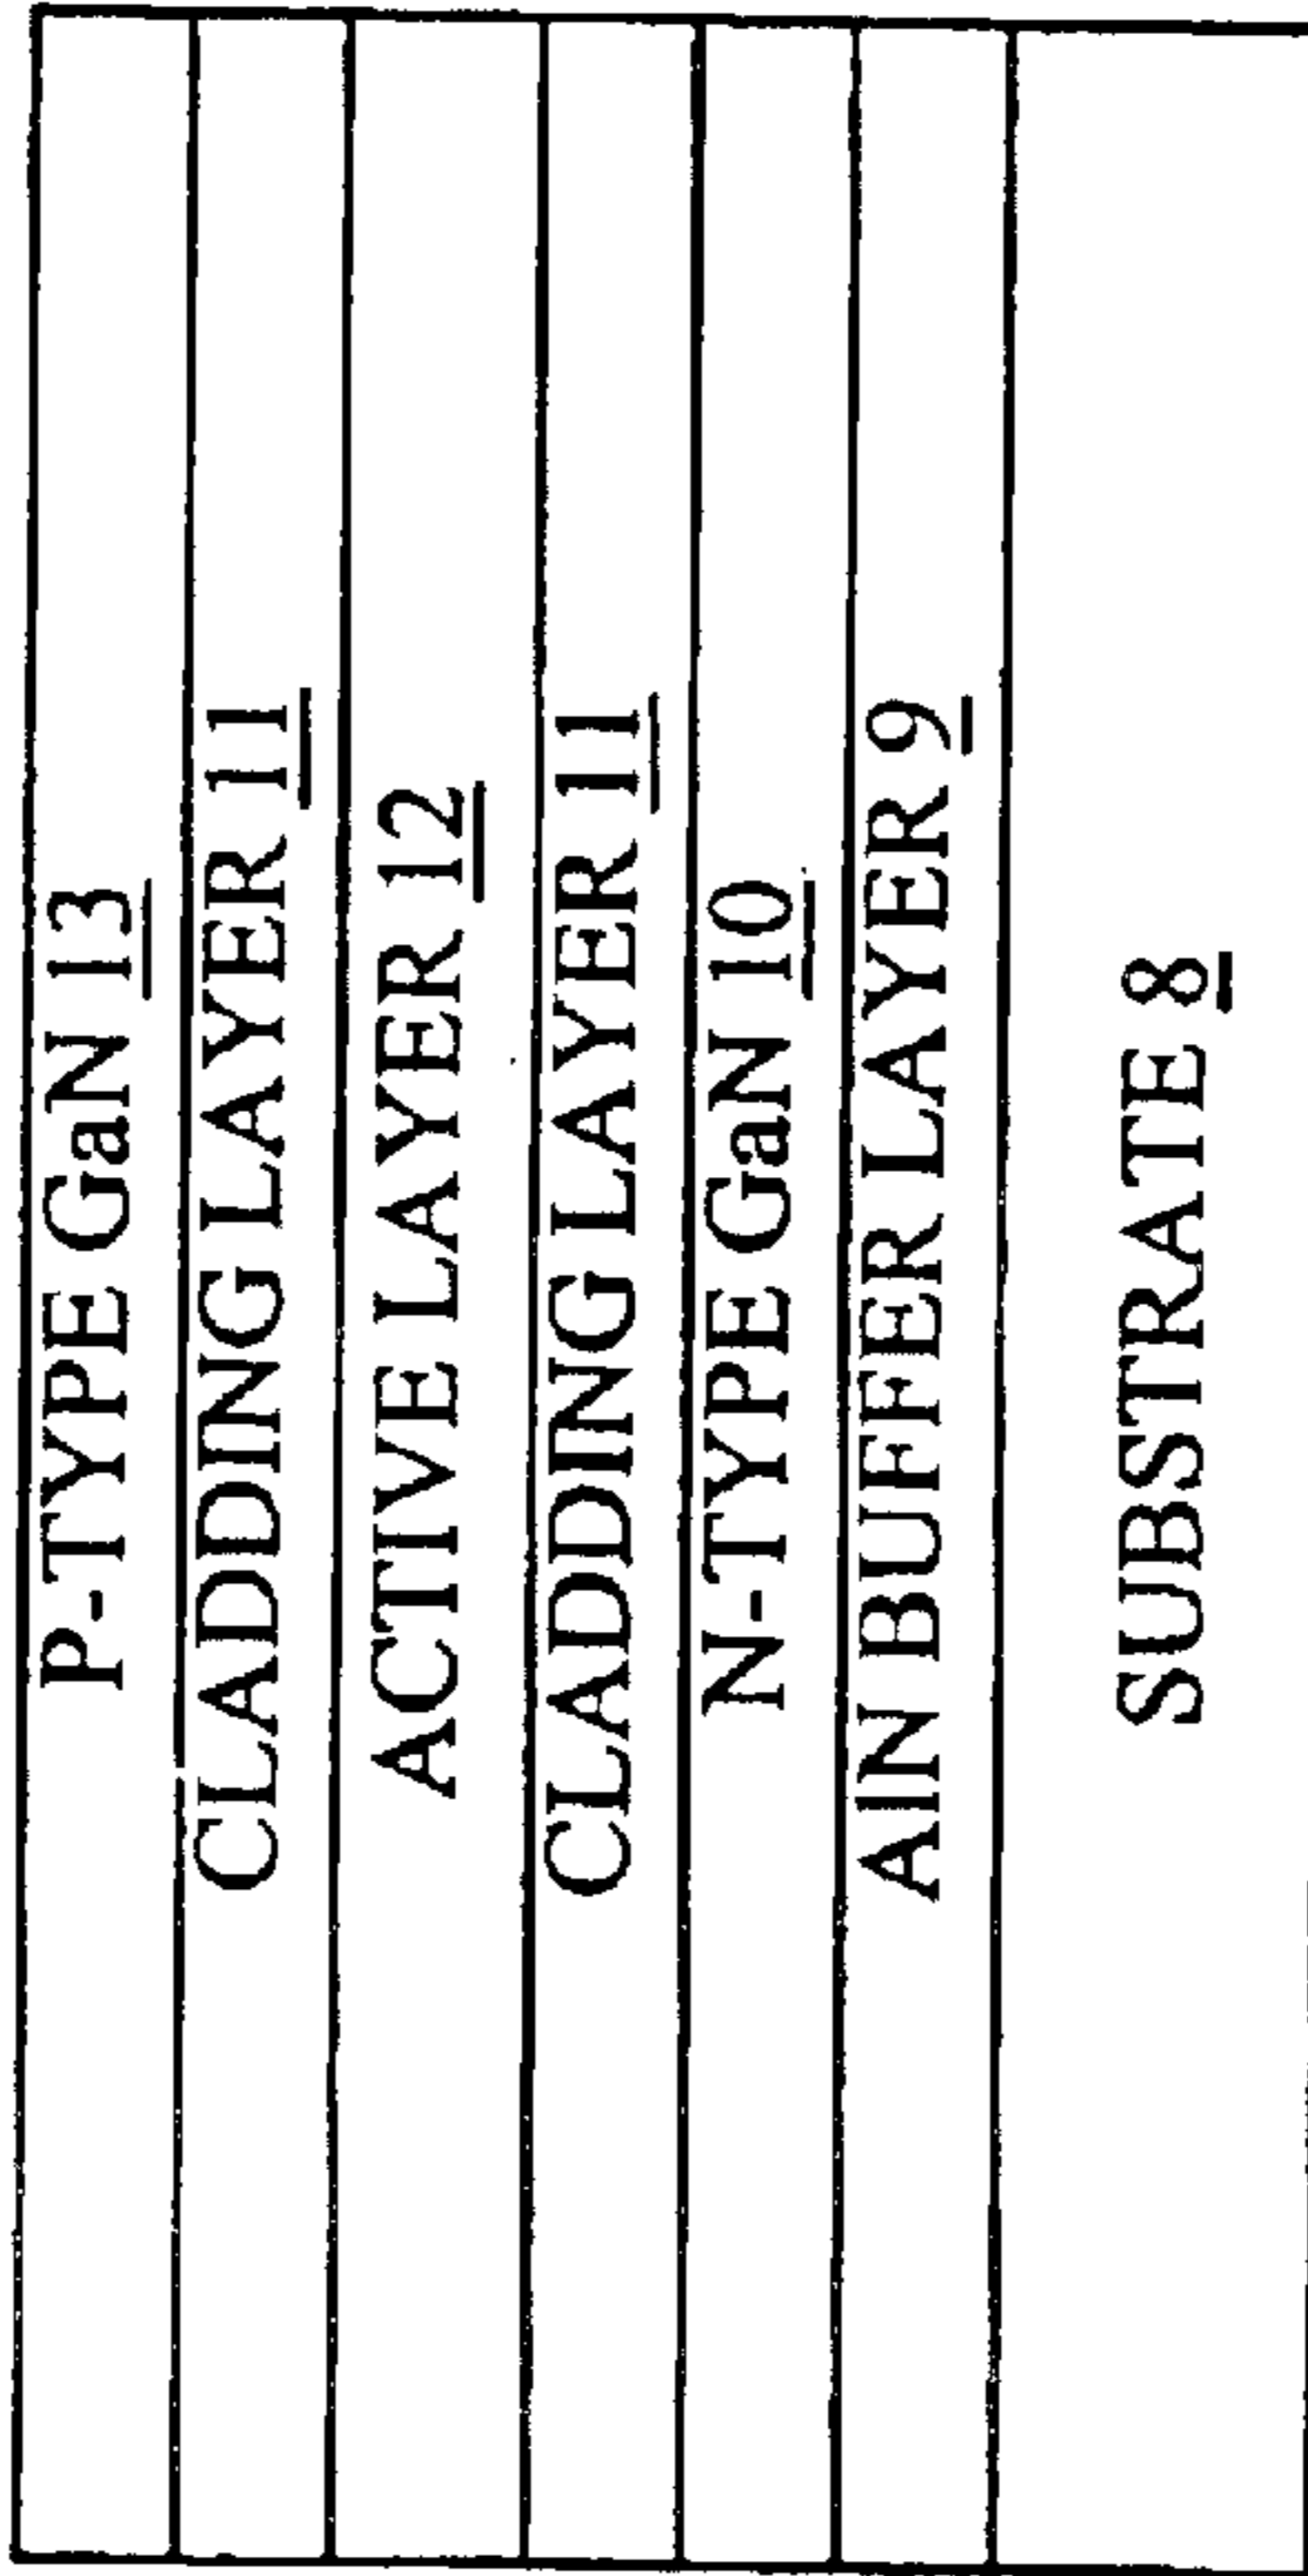 P-TYPE GaN 13
CLADDING LAYER 11
ACTIVE LAYER 12
CLADDING LAYER 11
N-TYPE GaN 10
AlN BUFFER LAYER 9
SUBSTRATE 8